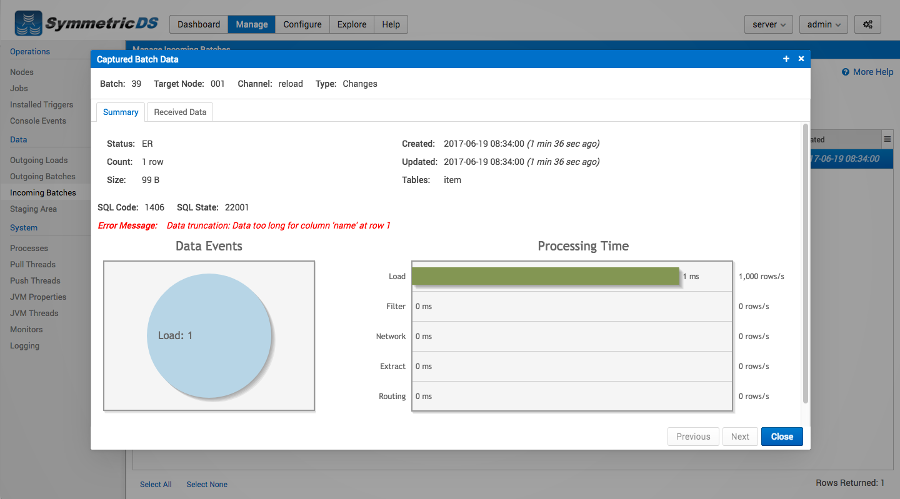 SymmetricDS Dashboard Manage Configure Explore Help server admin
Operations
Manage Incoming Batches
Captured Batch Data + ×
Nodes
Batch: 39 Target Node: 001 Channel: reload Type: Changes
More Help
Jobs
Installed Triggers
Summary Received Data
Console Events
Data
Status: ER Created: 2017-06-19 08:34:00 (1 min 36 sec ago)
Outgoing Loads
Count: 1 row Updated: 2017-06-19 08:34:00 (1 min 36 sec ago)
17-06-19 08:34:00
Outgoing Batches
Size: 99 B Tables: item
Incoming Batches
Staging Area
SQL Code: 1406 SQL State: 22001
System
Error Message: Data truncation: Data too long for column 'name' at row 1
Processes
Data Events Processing Time
Pull Threads
Push Threads
JVM Properties
JVM Threads
Monitors
Logging
Load: 1
Load 1 ms 1,000 rows/s
Filter 0 ms 0 rows/s
Network 0 ms 0 rows/s
Extract 0 ms 0 rows/s
Routing 0 ms 0 rows/s
Previous Next Close
Select All Select None Rows Returned: 1